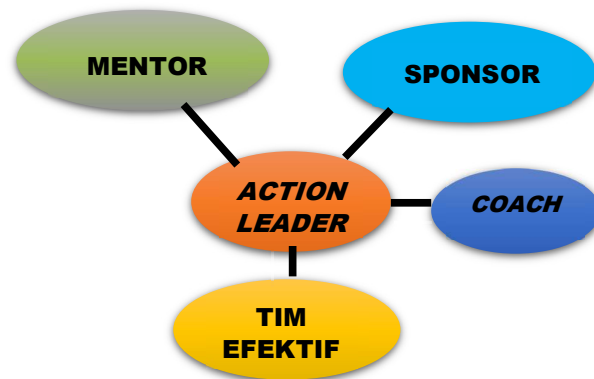 MENTOR
SPONSOR
ACTION
LEADER
COACH
TIM
EFEKTIF